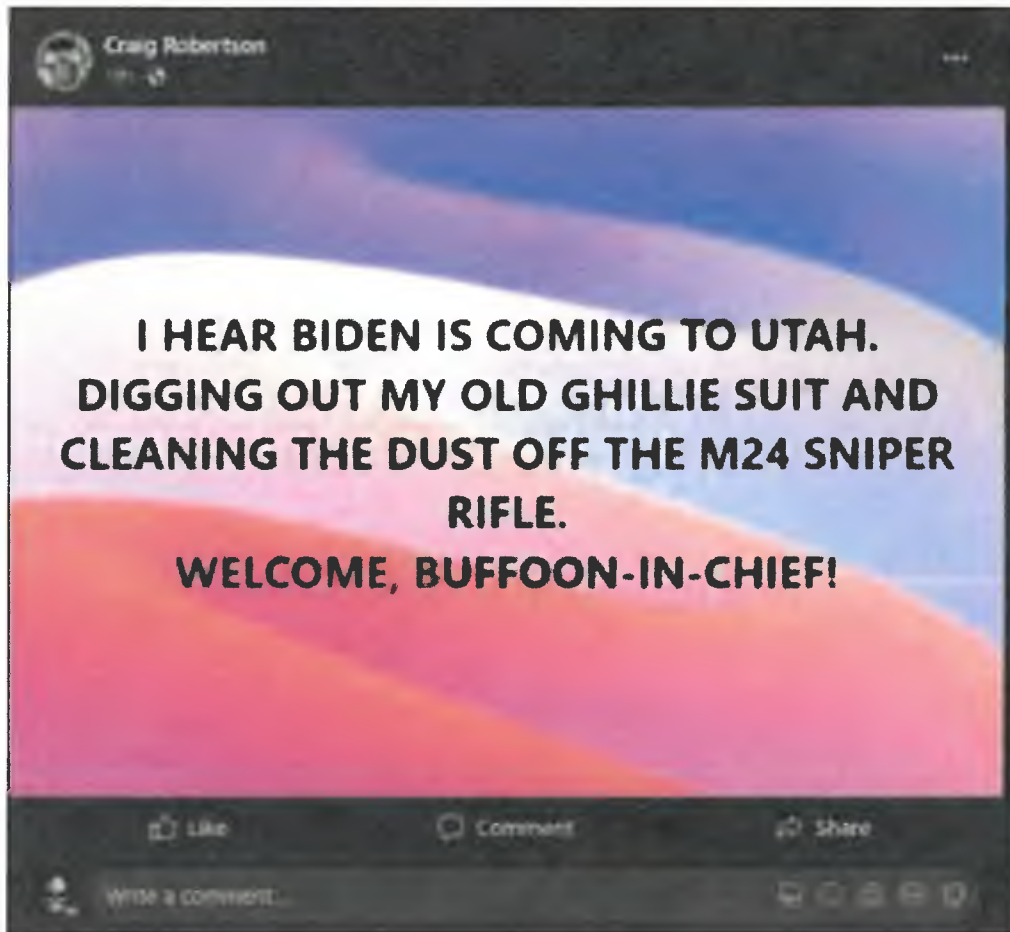 Craig Robertson
I HEAR BIDEN IS COMING TO UTAH.
DIGGING OUT MY OLD GHILLIE SUIT AND
CLEANING THE DUST OFF THE M24 SNIPER
RIFLE.
WELCOME, BUFFOON-IN-CHIEF!
Like Comment Share
Write a comment...